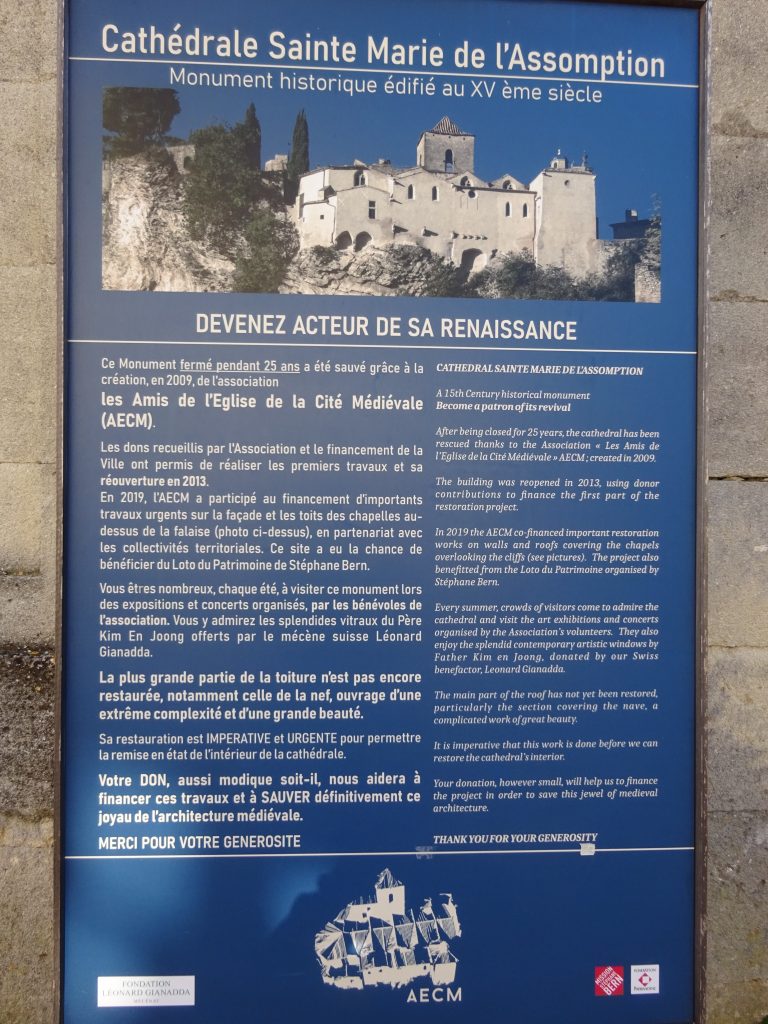 Cathédrale Sainte Marie de l'Assomption
Monument historique édifié au XV ème siècle
DEVENEZ ACTEUR DE SA RENAISSANCE
Ce Monument fermé pendant 25 ans a été sauvé grâce à la
création, en 2009, de l'association
les Amis de l'Eglise de la Cité Médiévale
(AECM).
Les dons recueillis par l'Association et le financement de la
Ville ont permis de réaliser les premiers travaux et sa
réouverture en 2013.
En 2019, l'AECM a participé au financement d'importants
travaux urgents sur la façade et les toits des chapelles au-
dessus de la falaise (photo ci-dessus), en partenariat avec
les collectivités territoriales. Ce site a eu la chance de
bénéficier du Loto du Patrimoine de Stéphane Bern.
Vous êtes nombreux, chaque été, à visiter ce monument lors
des expositions et concerts organisés, par les bénévoles de
l'association. Vous y admirez les splendides vitraux du Père
Kim En Joong offerts par le mécène suisse Léonard
Gianadda.
La plus grande partie de la toiture n'est pas encore
restaurée, notamment celle de la nef, ouvrage d'une
extrême complexité et d'une grande beauté.
Sa restauration est IMPERATIVE et URGENTE pour permettre
la remise en état de l'intérieur de la cathédrale.
Votre DON, aussi modique soit-il, nous aidera à
financer ces travaux et à SAUVER définitivement ce
joyau de l'architecture médiévale.
MERCI POUR VOTRE GENEROSITE
CATHEDRAL SAINTE MARIE DE L'ASSOMPTION
A 15th Century historical monument
Become a patron of its revival
After being closed for 25 years, the cathedral has been
rescued thanks to the Association « Les Amis de
l'Eglise de la Cité Médiévale » AECM ; created in 2009.
The building was reopened in 2013, using donor
contributions to finance the first part of the
restoration project.
In 2019 the AECM co-financed important restoration
works on walls and roofs covering the chapels
overlooking the cliffs (see pictures). The project also
benefitted from the Loto du Patrimoine organised by
Stéphane Bern.
Every summer, crowds of visitors come to admire the
cathedral and visit the art exhibitions and concerts
organised by the Association's volunteers. They also
enjoy the splendid contemporary artistic windows by
Father Kim en Joong, donated by our Swiss
benefactor, Leonard Gianadda.
The main part of the roof has not yet been restored,
particularly the section covering the nave, a
complicated work of great beauty.
It is imperative that this work is done before we can
restore the cathedral's interior.
Your donation, however small, will help us to finance
the project in order to save this jewel of medieval
architecture.
THANK YOU FOR YOUR GENEROSITY
FONDATION
LÉONARD GIANADDA
AECM
MISSION
BERN
FONDATION
PATRIMOINE